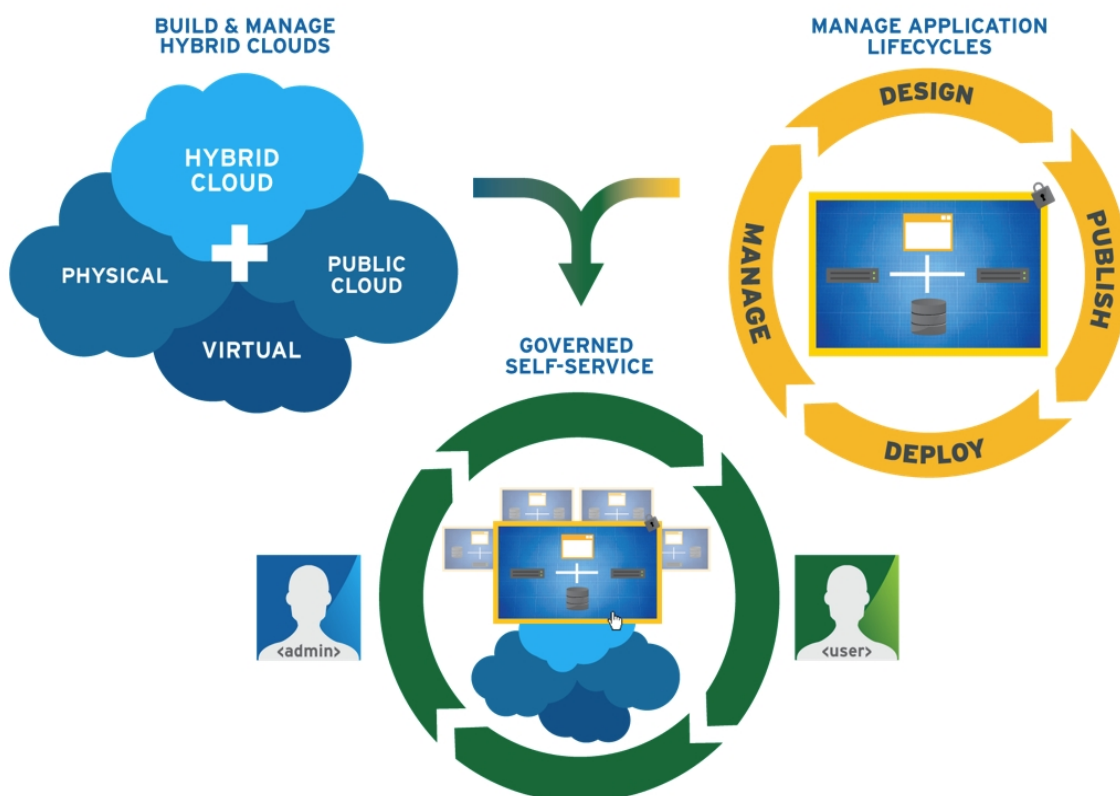 BUILD & MANAGE
HYBRID CLOUDS
HYBRID
CLOUD
PHYSICAL
PUBLIC
CLOUD
VIRTUAL
MANAGE APPLICATION
LIFECYCLES
DESIGN
PUBLISH
DEPLOY
MANAGE
GOVERNED
SELF-SERVICE
<admin>
<user>